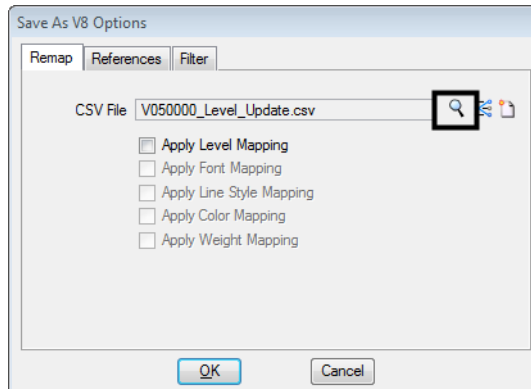 Save As V8 Options
Remap References Filter
CSV File V050000_Level_Update.csv
Apply Level Mapping
Apply Font Mapping
Apply Line Style Mapping
Apply Color Mapping
Apply Weight Mapping
OK Cancel